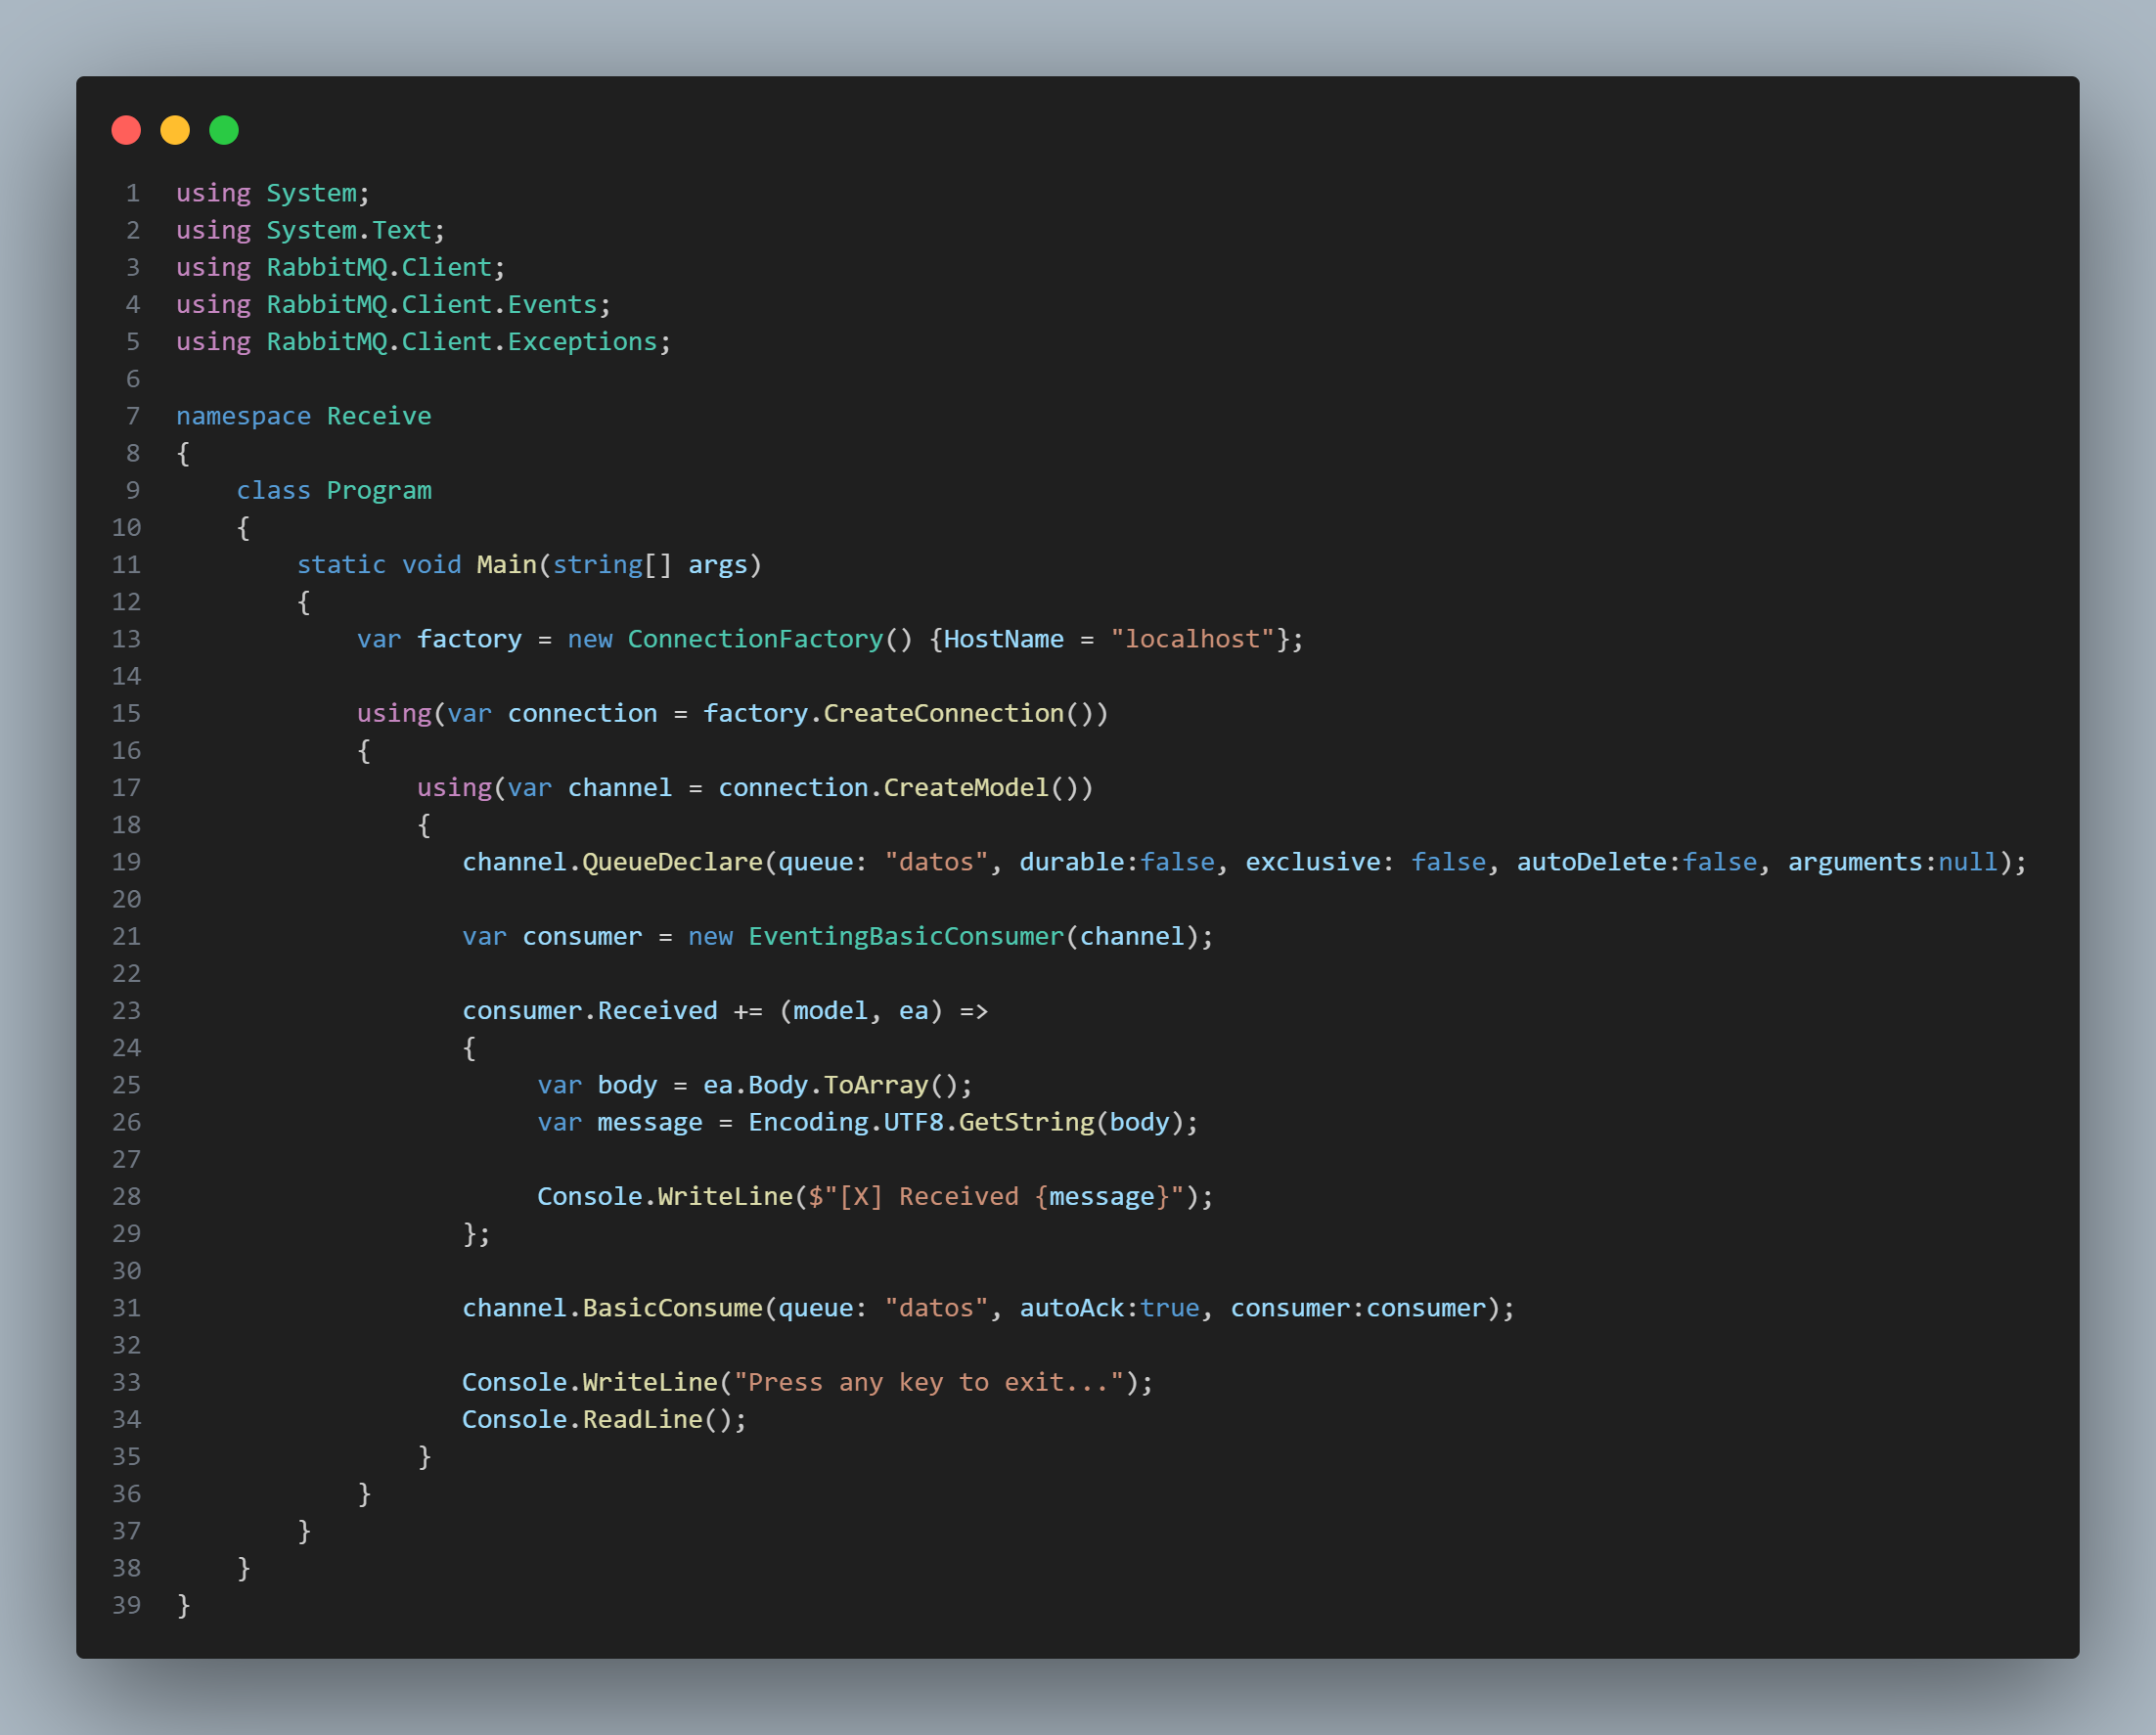 1 using System;
2 using System.Text;
3 using RabbitMQ.Client;
4 using RabbitMQ.Client.Events;
5 using RabbitMQ.Client.Exceptions;
6
7 namespace Receive
8 {
9     class Program
10     {
11         static void Main(string[] args)
12         {
13             var factory = new ConnectionFactory() {HostName = "localhost"};
14
15             using(var connection = factory.CreateConnection())
16             {
17                 using(var channel = connection.CreateModel())
18                 {
19                    channel.QueueDeclare(queue: "datos", durable:false, exclusive: false, autoDelete:false, arguments:null);
20
21                    var consumer = new EventingBasicConsumer(channel);
22
23                    consumer.Received += (model, ea) =>
24                    {
25                         var body = ea.Body.ToArray();
26                         var message = Encoding.UTF8.GetString(body);
27
28                         Console.WriteLine($"[X] Received {message}");
29                    };
30
31                    channel.BasicConsume(queue: "datos", autoAck:true, consumer:consumer);
32
33                    Console.WriteLine("Press any key to exit...");
34                    Console.ReadLine();
35                 }
36             }
37         }
38     }
39 }